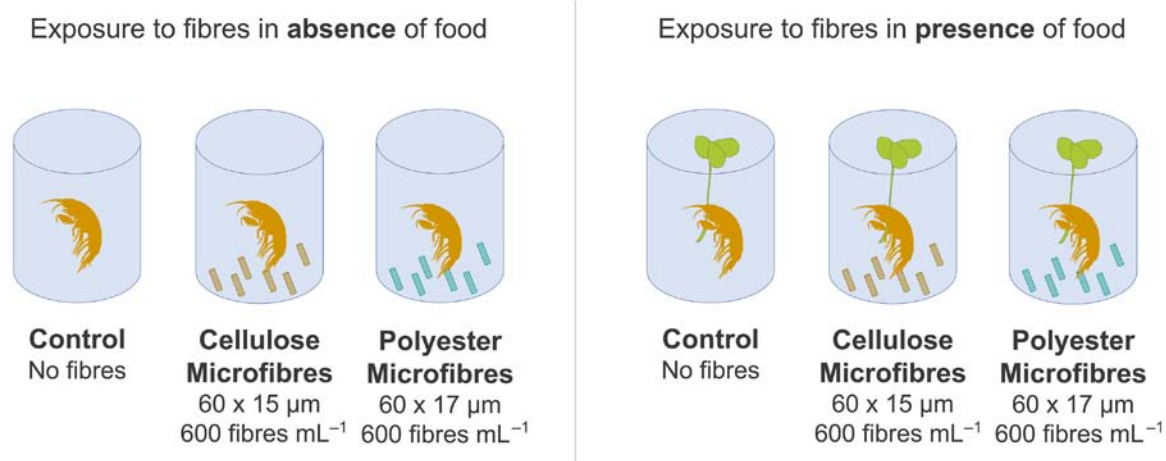 Exposure to fibres in absence of food
Control
No fibres
Cellulose
Microfibres
60 x 15 µm
600 fibres mL⁻¹
Polyester
Microfibres
60 x 17 µm
600 fibres mL⁻¹
Exposure to fibres in presence of food
Control
No fibres
Cellulose
Microfibres
60 x 15 µm
600 fibres mL⁻¹
Polyester
Microfibres
60 x 17 µm
600 fibres mL⁻¹